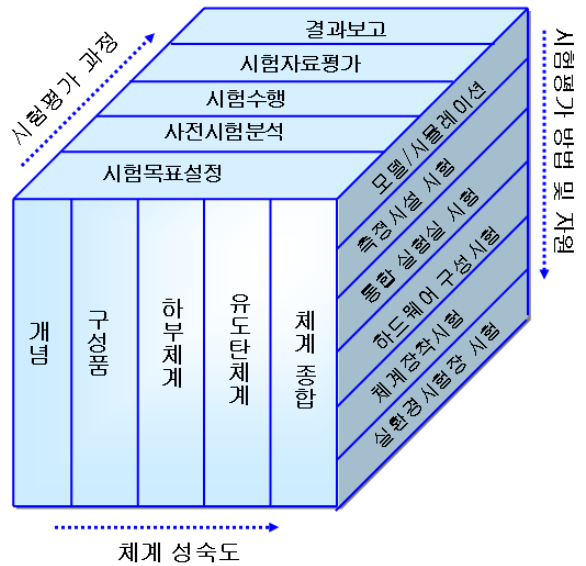 결과보고
시험자료평가
시험수행
사전시험분석
시험목표설정
시험평가 과정
모델/시뮬레이션
측정시설 시험
통합 실험실 시험
하드웨어 구성시험
체계장착시험
실환경시험장 시험
시험평가 방법 및 자원
개념
구성품
하부체계
유도탄체계
체계 종합
체계 성숙도